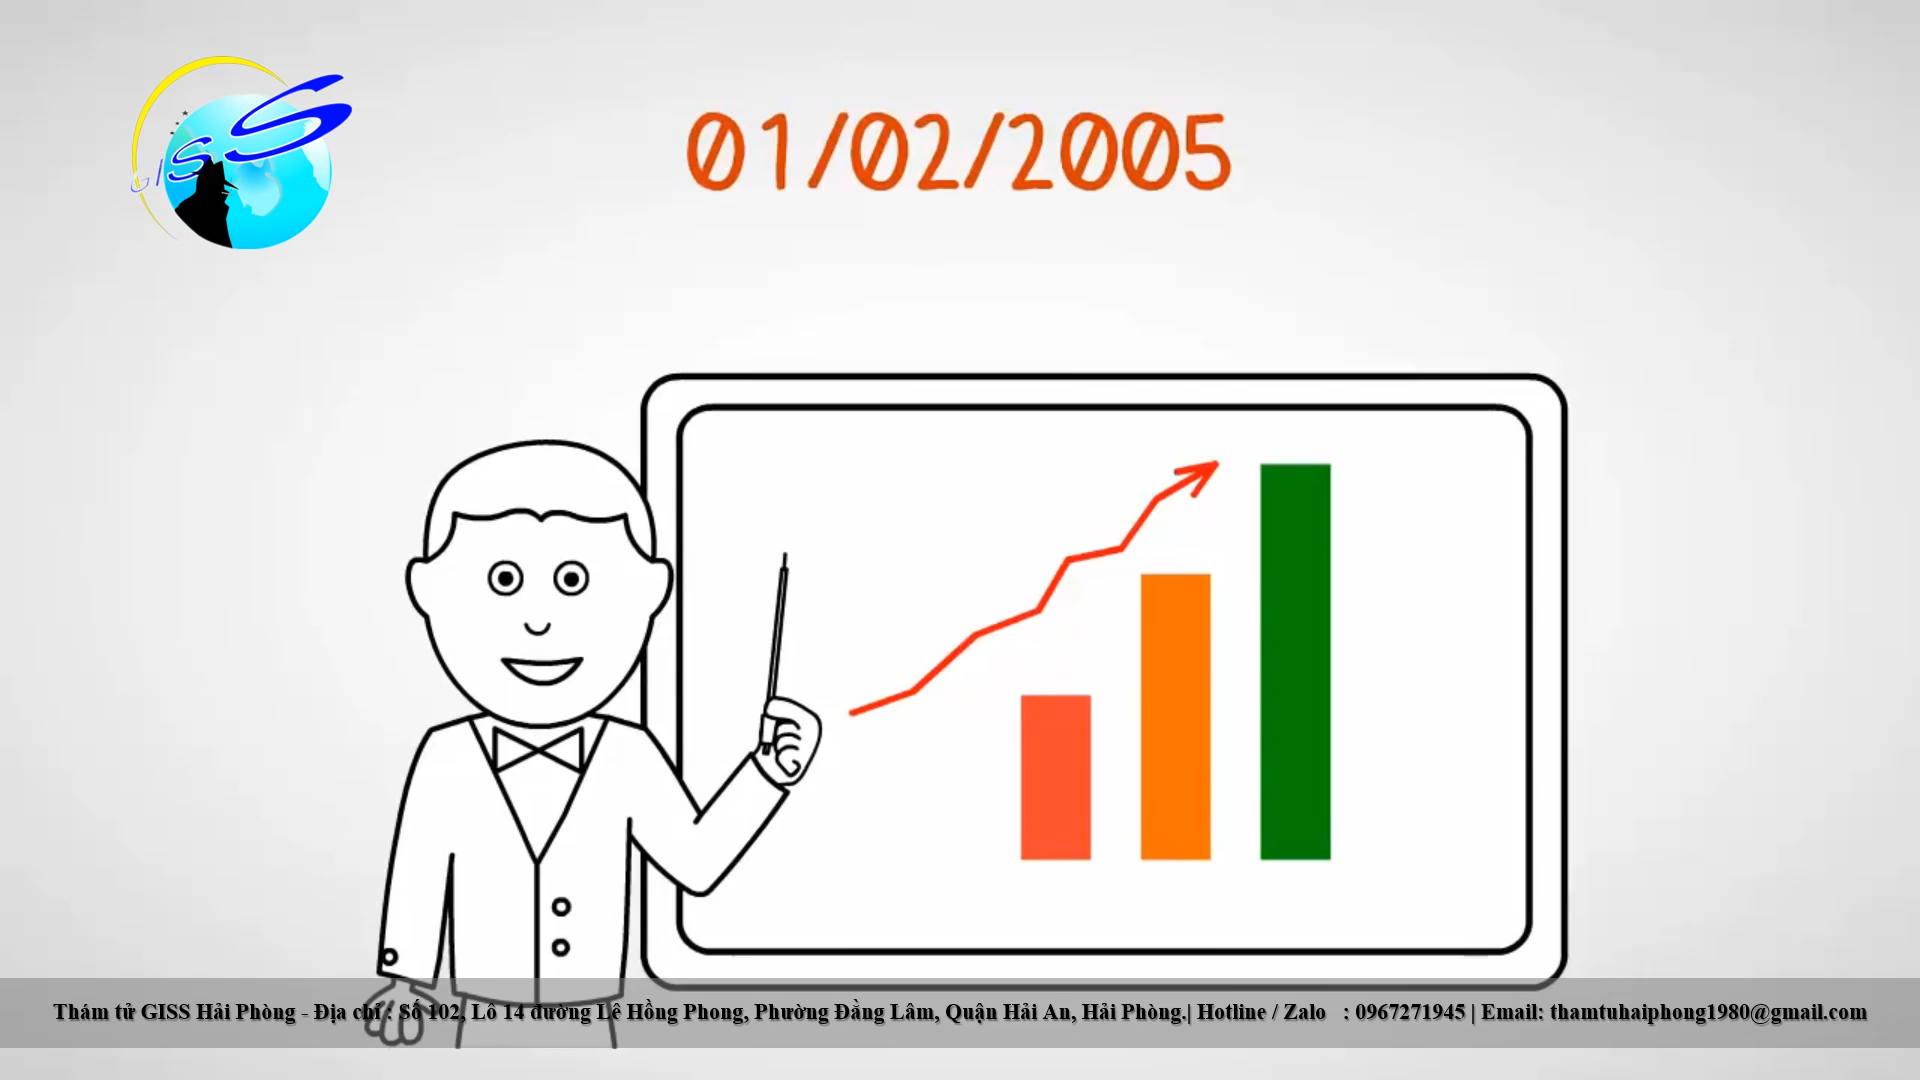 GISS
01/02/2005
Thám tử GISS Hải Phòng - Địa chỉ : Số 102, Lô 14 đường Lê Hồng Phong, Phường Đằng Lâm, Quận Hải An, Hải Phòng.| Hotline / Zalo : 0967271945 | Email: thamtuhaiphong1980@gmail.com